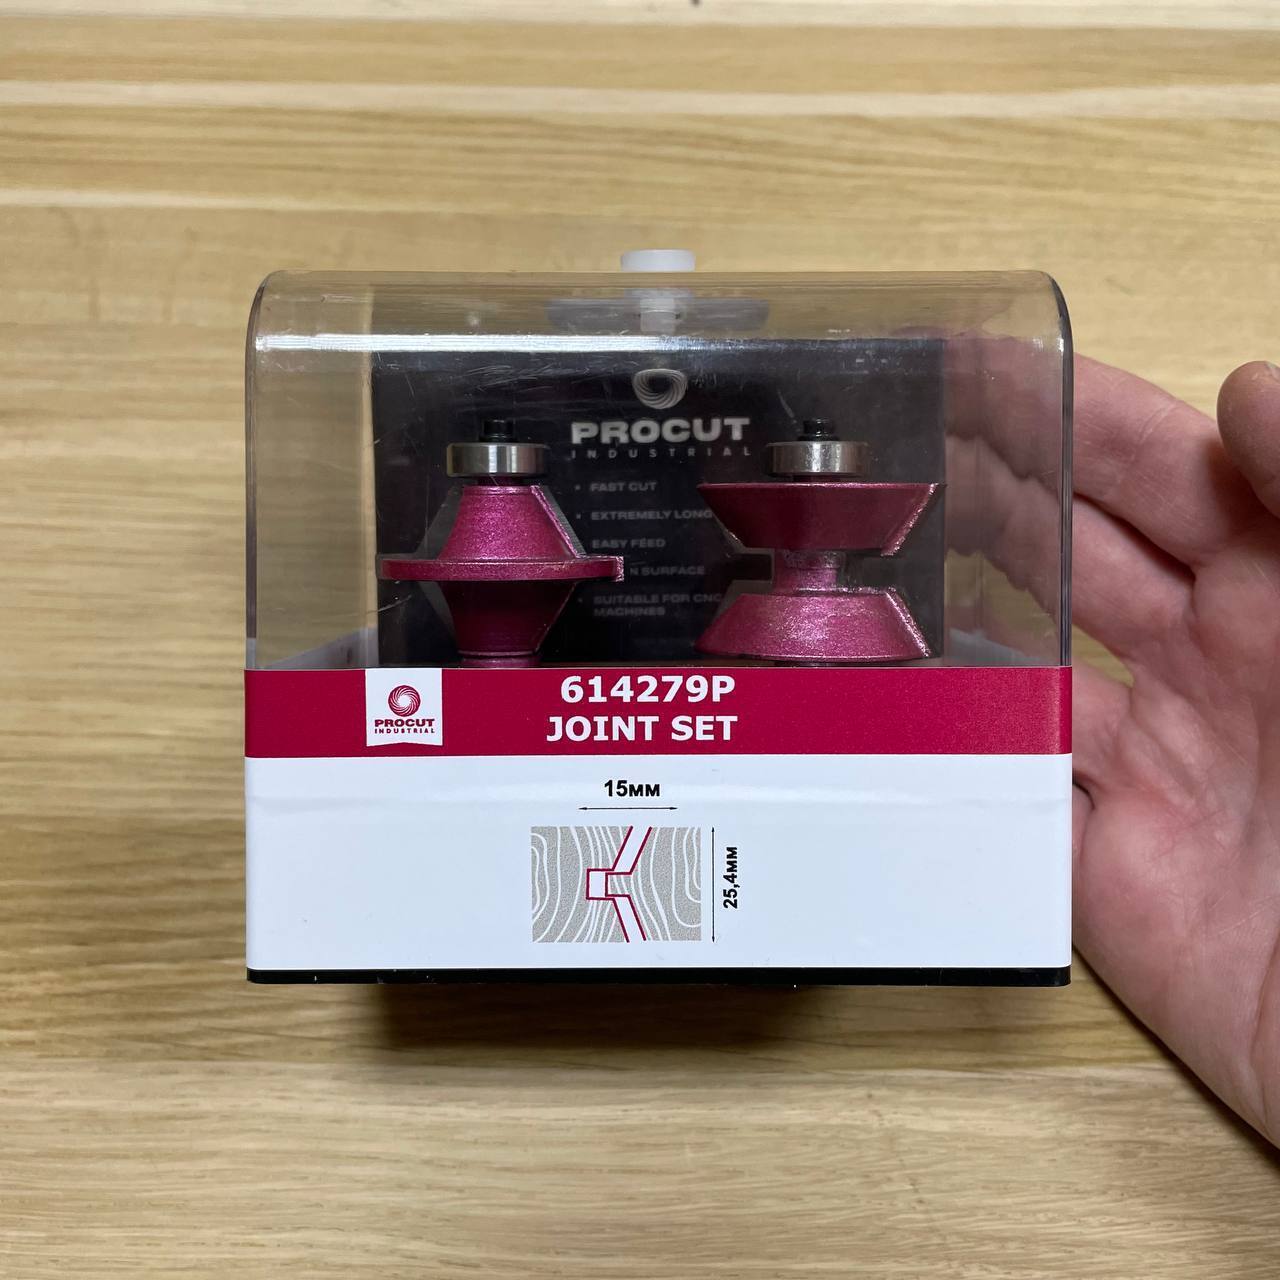 PROCUT
INDUSTRIAL
• FAST CUT
• EXTREMELY LONG
EASY FEED
SURFACE
• SUITABLE FOR CNC
MACHINES
PROCUT
INDUSTRIAL
614279P
JOINT SET
15мм
25,4мм